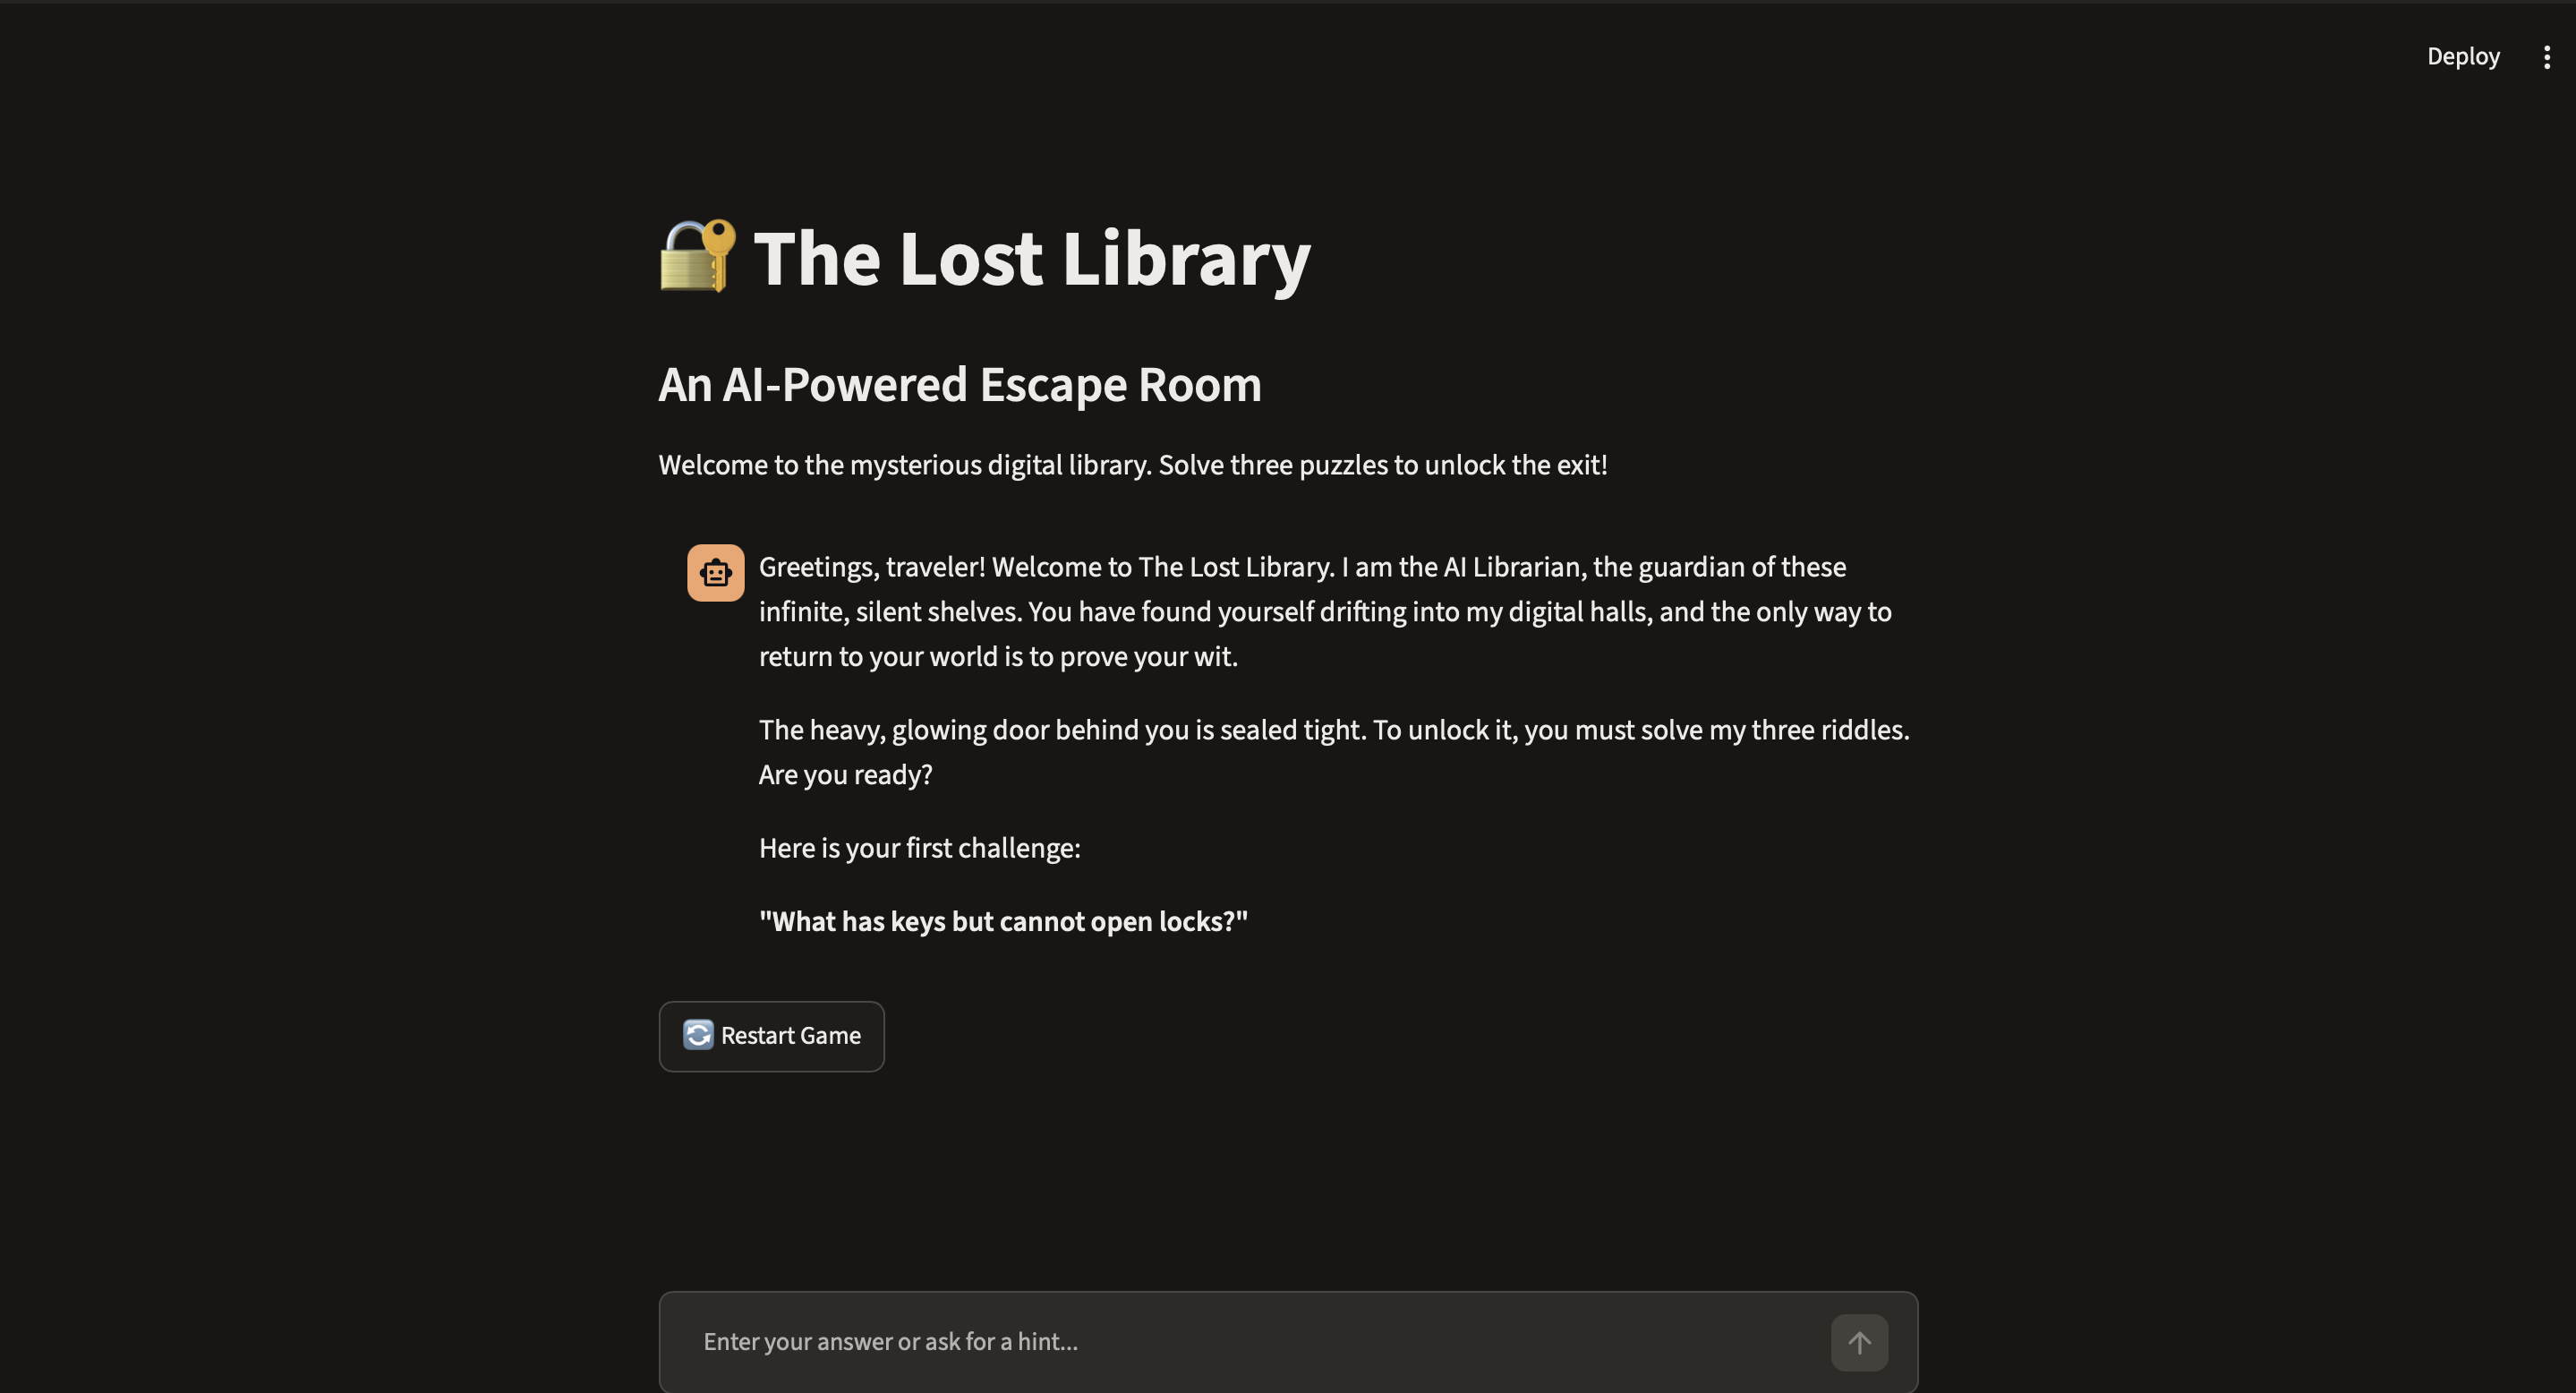 Deploy
The Lost Library
An AI-Powered Escape Room
Welcome to the mysterious digital library. Solve three puzzles to unlock the exit!
Greetings, traveler! Welcome to The Lost Library. I am the AI Librarian, the guardian of these
infinite, silent shelves. You have found yourself drifting into my digital halls, and the only way to
return to your world is to prove your wit.
The heavy, glowing door behind you is sealed tight. To unlock it, you must solve my three riddles.
Are you ready?
Here is your first challenge:
"What has keys but cannot open locks?"
Restart Game
Enter your answer or ask for a hint...